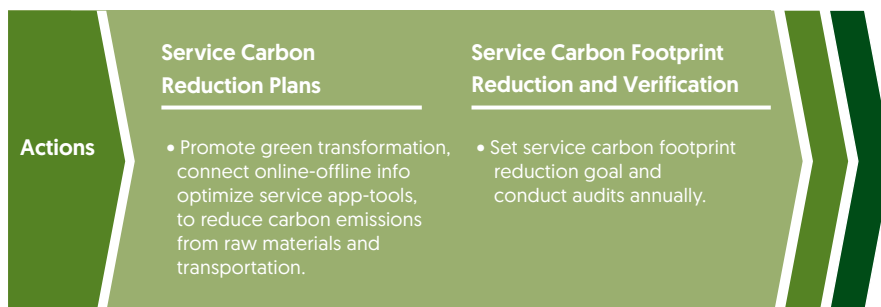 Actions
Service Carbon
Reduction Plans
• Promote green transformation,
connect online-offline info
optimize service app-tools,
to reduce carbon emissions
from raw materials and
transportation.
Service Carbon Footprint
Reduction and Verification
• Set service carbon footprint
reduction goal and
conduct audits annually.